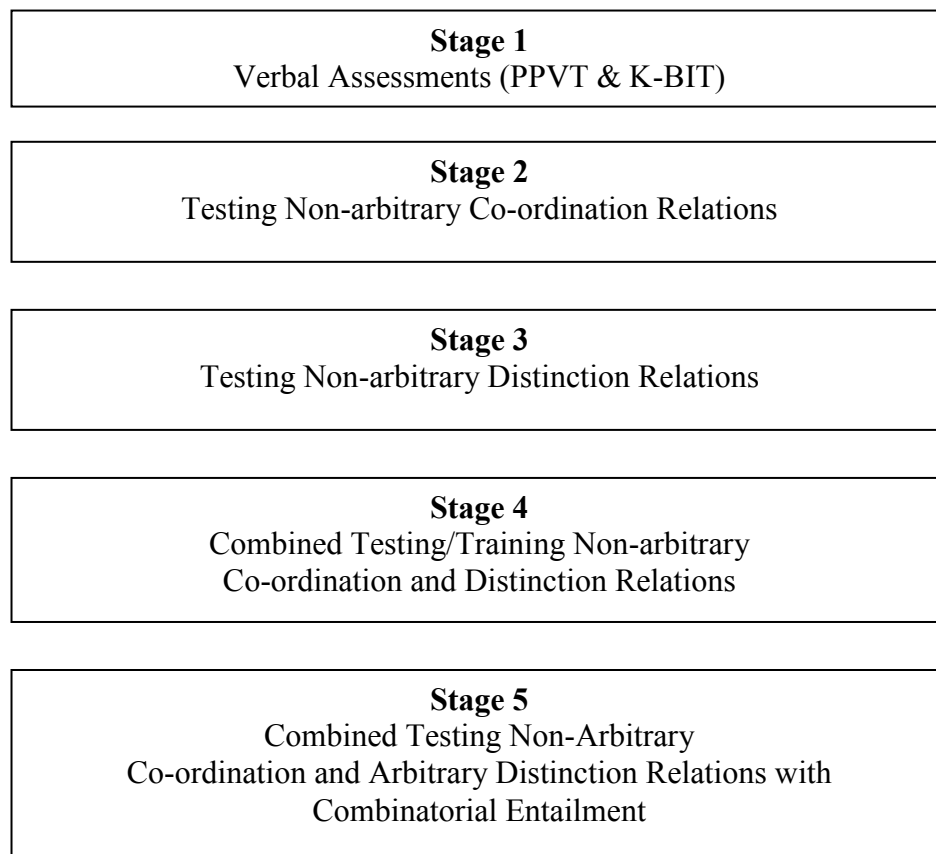 Stage 1
Verbal Assessments (PPVT & K-BIT)
Stage 2
Testing Non-arbitrary Co-ordination Relations
Stage 3
Testing Non-arbitrary Distinction Relations
Stage 4
Combined Testing/Training Non-arbitrary
Co-ordination and Distinction Relations
Stage 5
Combined Testing Non-Arbitrary
Co-ordination and Arbitrary Distinction Relations with
Combinatorial Entailment